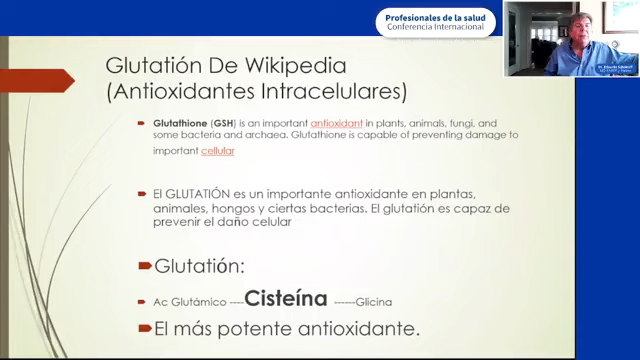 Profesionales de la salud
Conferencia Internacional
Glutatión De Wikipedia
(Antioxidantes Intracelulares)
Glutathione (GSH) is an important antioxidant in plants, animals, fungi, and
some bacteria and archaea. Glutathione is capable of preventing damage to
important cellular
El GLUTATIÓN es un importante antioxidante en plantas,
animales, hongos y ciertas bacterias. El glutatión es capaz de
prevenir el daño celular
Glutatión:
Ac Glutámico ----Cisteína ------Glicina
El más potente antioxidante.